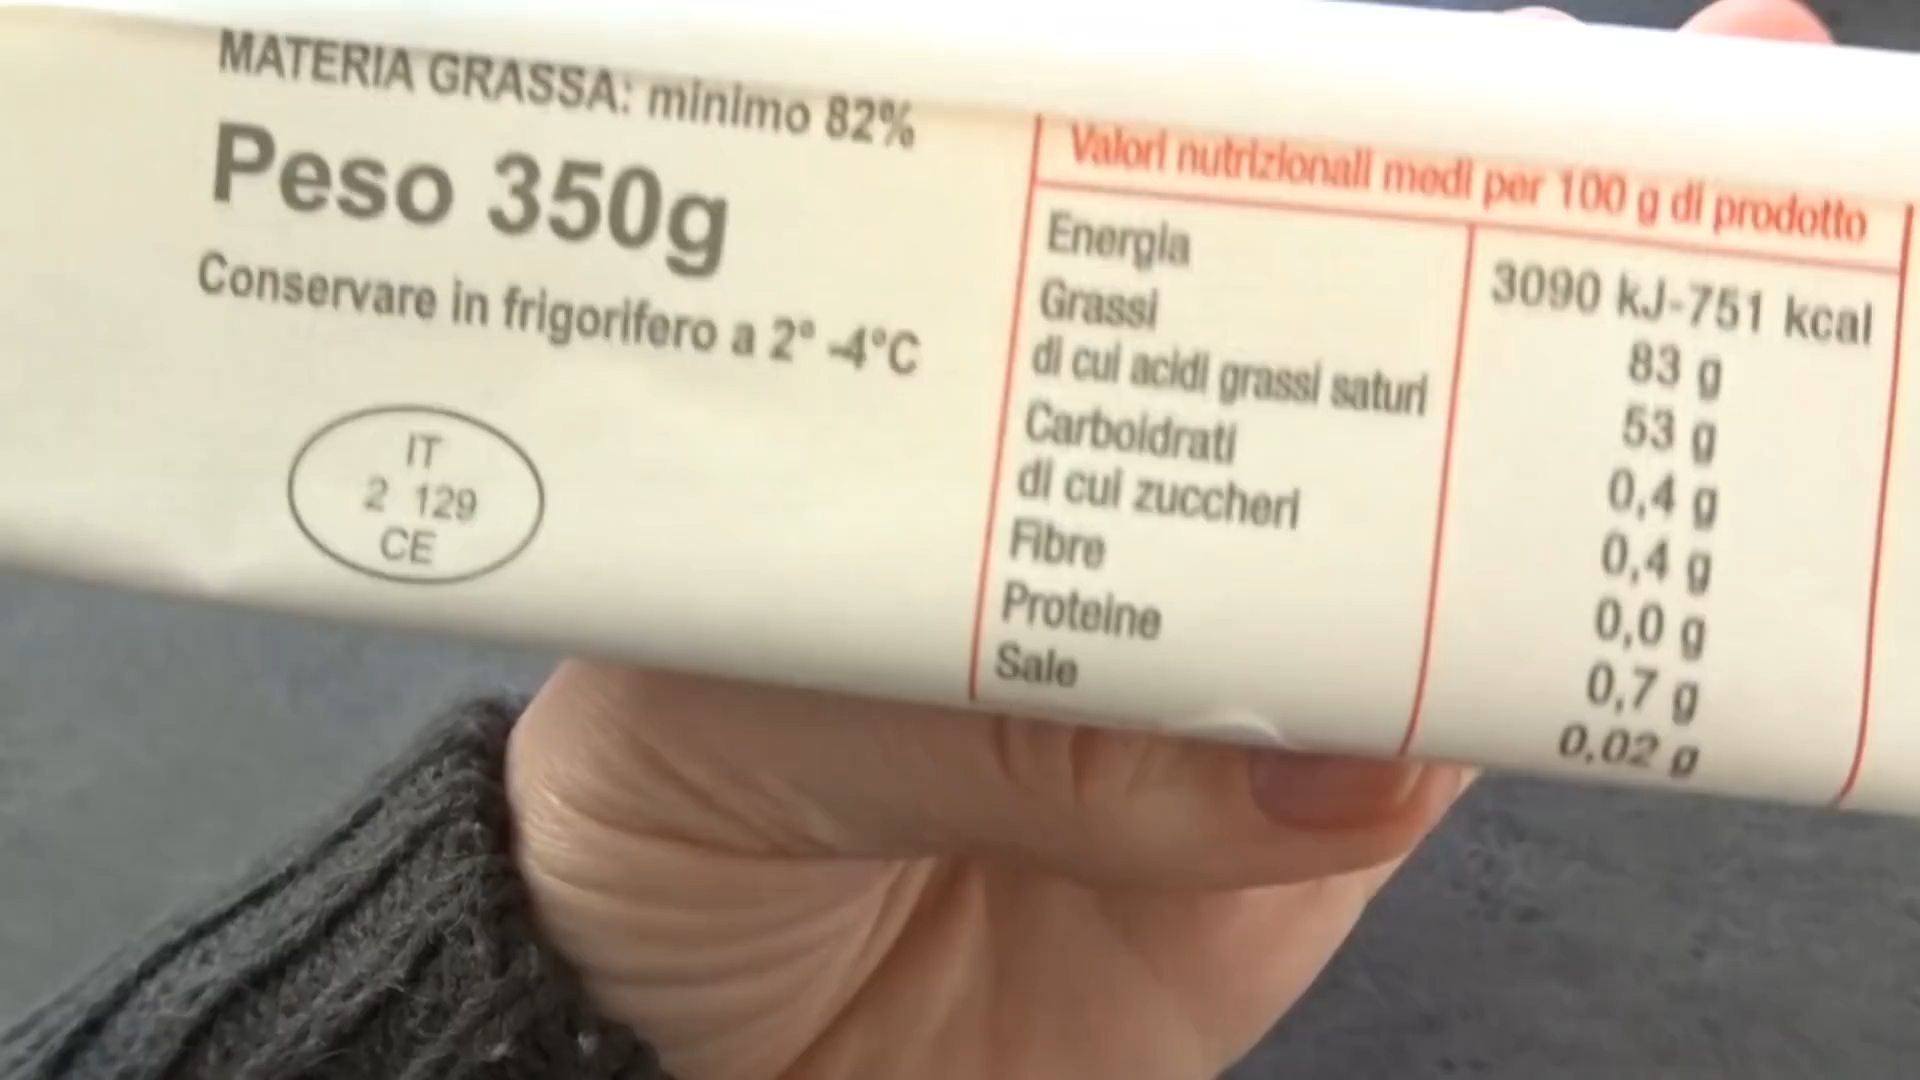 MATERIA GRASSA: minimo 82%
Peso 350g
Conservare in frigorifero a 2° -4°C
IT
2 129
CE
Valori nutrizionali medi per 100 g di prodotto
Energia 3090 kJ-751 kcal
Grassi 83 g
di cui acidi grassi saturi 53 g
Carboidrati 0,4 g
di cui zuccheri 0,4 g
Fibre 0,0 g
Proteine 0,7 g
Sale 0,02 g